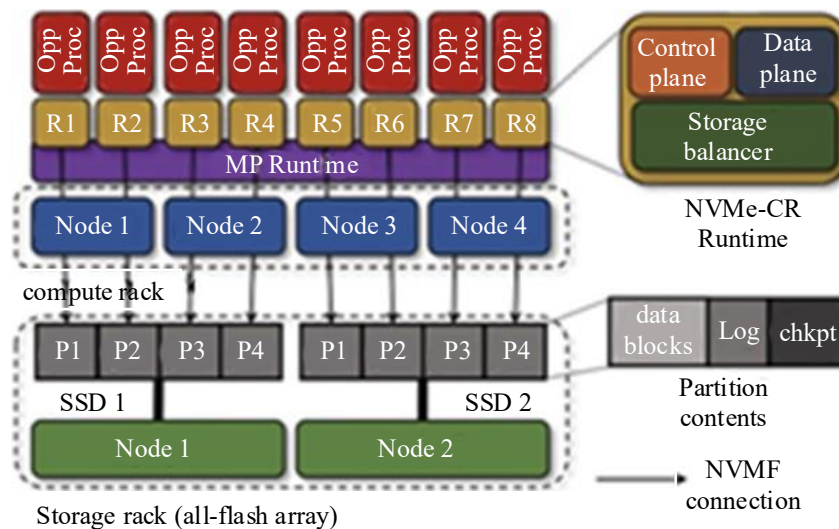 Opp Proc Opp Proc Opp Proc Opp Proc Opp Proc Opp Proc Opp Proc Opp Proc
R1 R2 R3 R4 R5 R6 R7 R8
MP Runtime
Control plane
Data plane
Storage balancer
NVMe-CR
Runtime
Node 1 Node 2 Node 3 Node 4
compute rack
P1 P2 P3 P4 P1 P2 P3 P4
data blocks
Log
chkpt
Partition
contents
SSD 1 SSD 2
Node 1 Node 2
NVMF
connection
Storage rack (all-flash array)